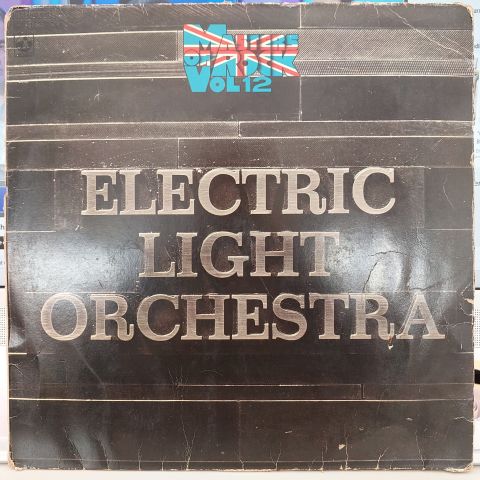 MASTERS
OF ROCK
VOL 12
ELECTRIC
LIGHT
ORCHESTRA